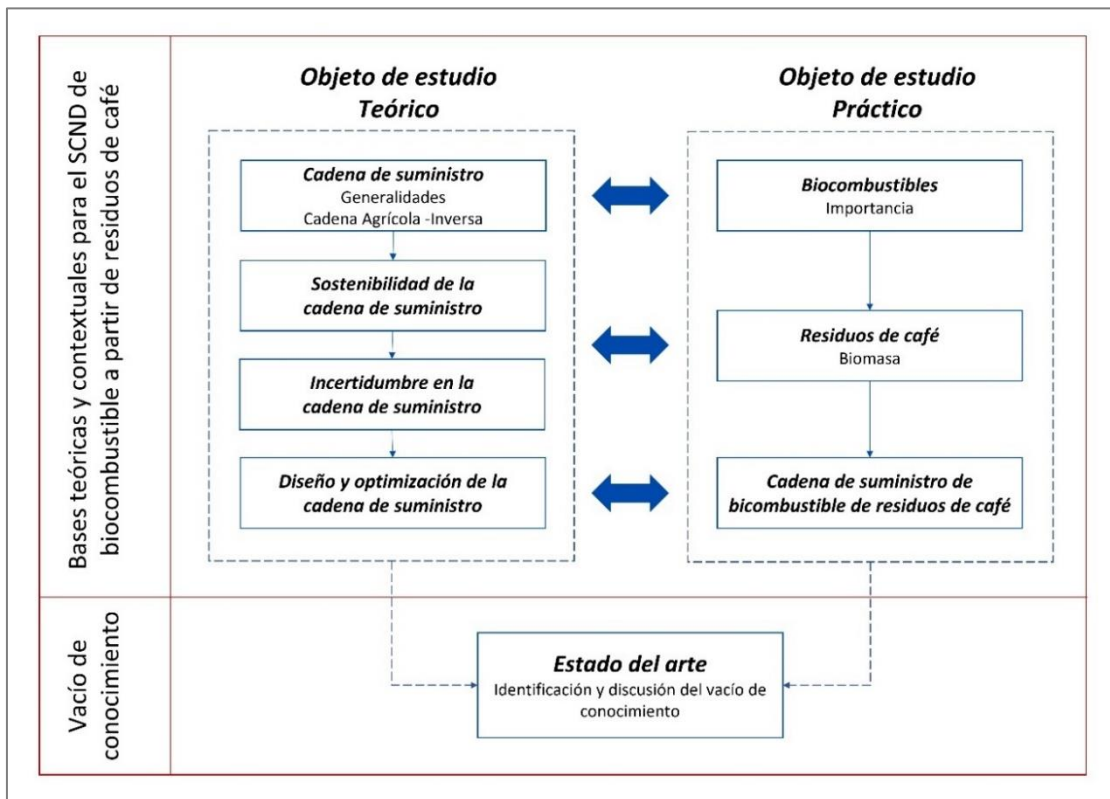 Bases teóricas y contextuales para el SCND de
biocombustible a partir de residuos de café
Objeto de estudio
Teórico
Cadena de suministro
Generalidades
Cadena Agrícola -Inversa
Sostenibilidad de la
cadena de suministro
Incertidumbre en la
cadena de suministro
Diseño y optimización de la
cadena de suministro
Objeto de estudio
Práctico
Biocombustibles
Importancia
Residuos de café
Biomasa
Cadena de suministro de
bicombustible de residuos de café
Vacío de
conocimiento
Estado del arte
Identificación y discusión del vacío de
conocimiento